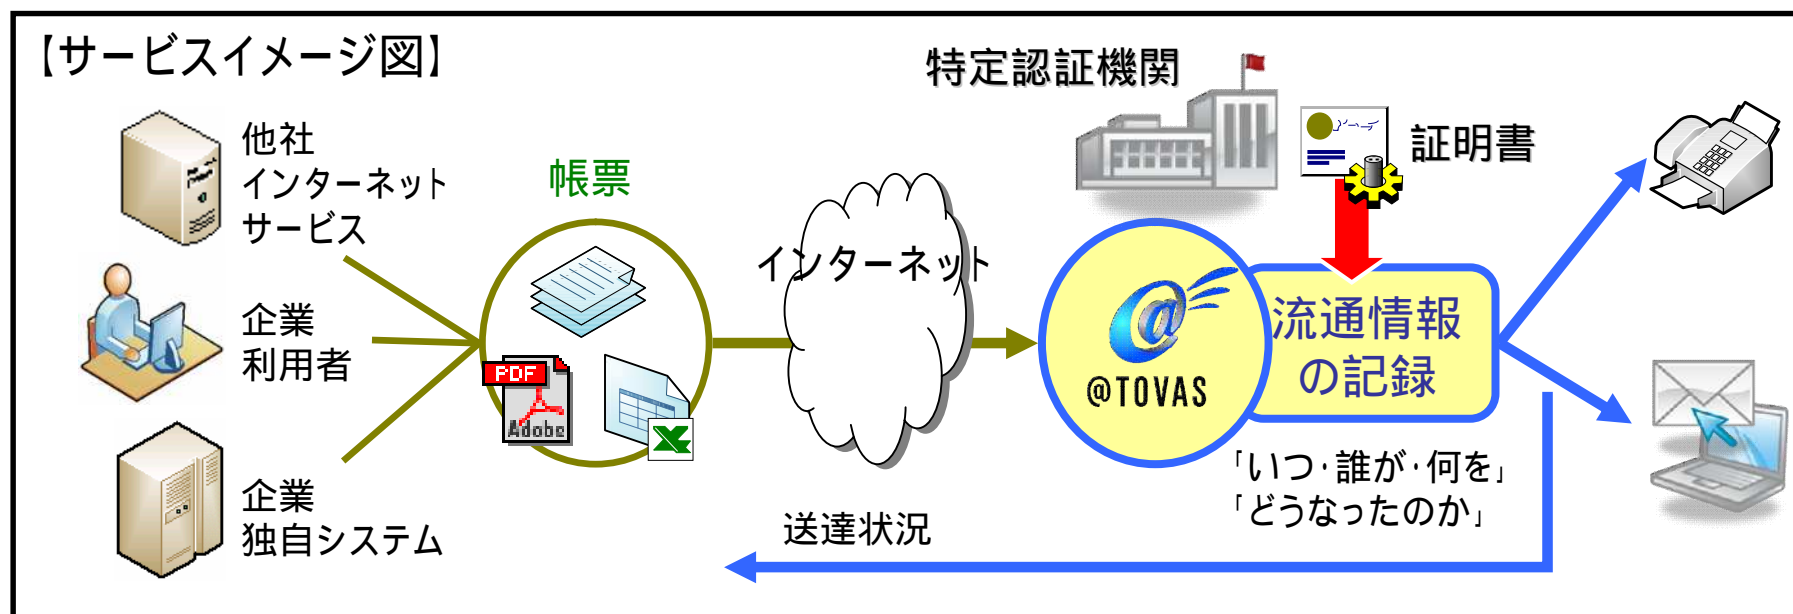 【サービスイメージ図】
特定認証機関
証明書
他社
インターネット
サービス
帳票
インターネット
企業
利用者
PDF
Adobe
@TOVAS
流通情報
の記録
「いつ・誰が・何を」
「どうなったのか」
企業
独自システム
送達状況